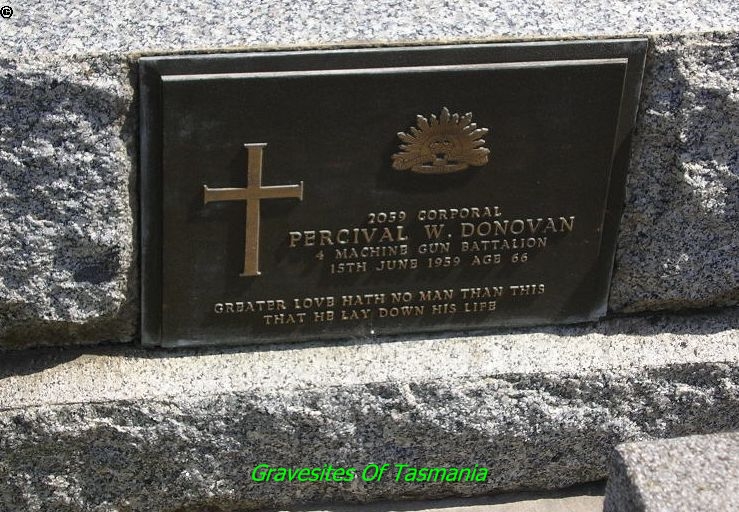 ©
2059 CORPORAL
PERCIVAL W. DONOVAN
4 MACHINE GUN BATTALION
15TH JUNE 1959 AGE 66
GREATER LOVE HATH NO MAN THAN THIS
THAT HE LAY DOWN HIS LIFE
Gravesites Of Tasmania